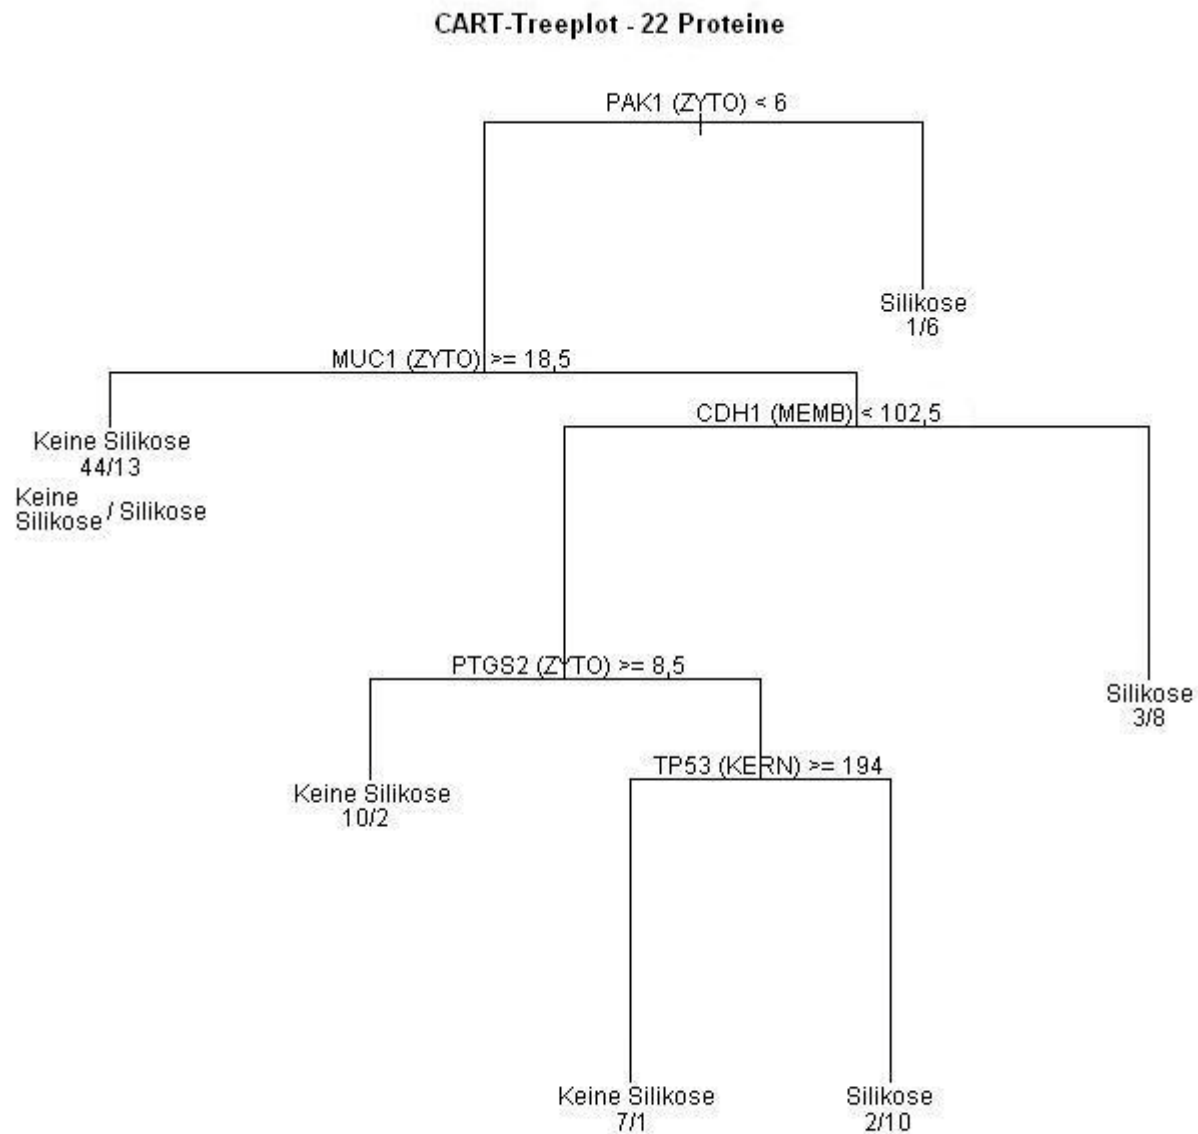 CART-Treeplot - 22 Proteine
PAK1 (ZYTO) < 6
Silikose
1/6
MUC1 (ZYTO) >= 18,5
CDH1 (MEMB) < 102,5
Keine Silikose
44/13
Keine
Silikose / Silikose
PTGS2 (ZYTO) >= 8,5
Silikose
3/8
TP53 (KERN) >= 194
Keine Silikose
10/2
Keine Silikose
7/1
Silikose
2/10